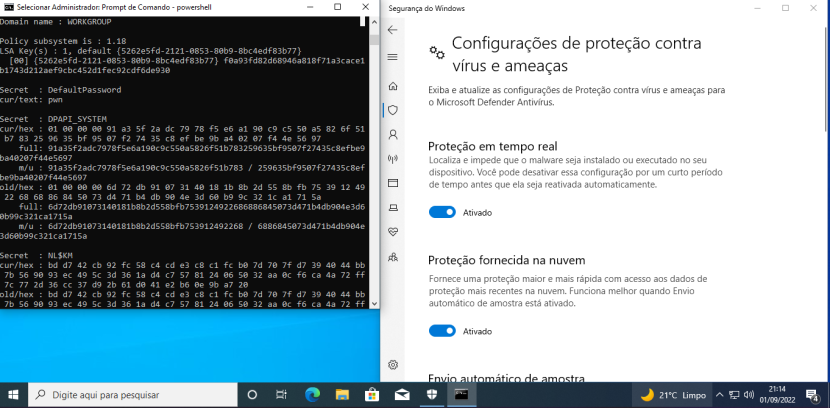 Selecionar Administrador: Prompt de Comando - powershell
Domain name : WORKGROUP
Policy subsystem is : 1.18
LSA Key(s) : 1, default {5262e5fd-2121-0853-80b9-8bc4edf83b77}
[00] {5262e5fd-2121-0853-80b9-8bc4edf83b77} f0a93fd82d68946a818f71a3cace1
b1743d212aef9cbc452d1fec92cdf6de930
Secret : DefaultPassword
cur/text: pwn
Secret : DPAPI_SYSTEM
cur/hex : 01 00 00 00 91 a3 5f 2a dc 79 78 f5 e6 a1 90 c9 c5 50 a5 82 6f 51
b7 83 25 96 35 bf 95 07 f2 74 35 c8 ef be 9b a4 02 07 f4 4e 56 97
full: 91a35f2adc7978f5e6a190c9c550a5826f51b783259635bf9507f27435c8efbe9
ba40207f44e5697
m/u : 91a35f2adc7978f5e6a190c9c550a5826f51b783 / 259635bf9507f27435c8ef
be9ba40207f44e5697
old/hex : 01 00 00 00 6d 72 db 91 07 31 40 18 1b 8b 2d 55 8b fb 75 39 12 49
22 68 68 86 84 50 73 d4 71 b4 db 90 4e 3d 60 b9 9c 32 1c a1 71 5a
full: 6d72db91073140181b8b2d558bfb753912492268688684​5073d471b4db904e3d6
0b99c321ca1715a
m/u : 6d72db91073140181b8b2d558bfb753912492268 / 68868​45073d471b4db904e
3d60b99c321ca1715a
Secret : NL$KM
cur/hex : bd d7 42 cb 92 fc 58 c4 cd e3 c8 c1 fc b0 7d 70 7f d7 39 40 44 bb
7b 56 90 93 ec 49 5c 3d 36 1a d4 c7 57 81 24 06 50 32 aa 0c f6 ca 4a 72 ff
7c 77 2d 36 cc 37 d9 2b 61 d0 41 e2 b6 0e 9b a7 20
old/hex : bd d7 42 cb 92 fc 58 c4 cd e3 c8 c1 fc b0 7d 70 7f d7 39 40 44 bb
7b 56 90 93 ec 49 5c 3d 36 1a d4 c7 57 81 24 06 50 32 aa 0c f6 ca 4a 72 ff
Segurança do Windows
Configurações de proteção contra
vírus e ameaças
Exiba e atualize as configurações de Proteção contra vírus e ameaças para
o Microsoft Defender Antivírus.
Proteção em tempo real
Localiza e impede que o malware seja instalado ou executado no seu
dispositivo. Você pode desativar essa configuração por um curto período
de tempo antes que ela seja reativada automaticamente.
Ativado
Proteção fornecida na nuvem
Fornece uma proteção maior e mais rápida com acesso aos dados de
proteção mais recentes na nuvem. Funciona melhor quando Envio
automático de amostra está ativado.
Ativado
Envio automático de amostra
Digite aqui para pesquisar
21°C Limpo
21:14
01/09/2022
4